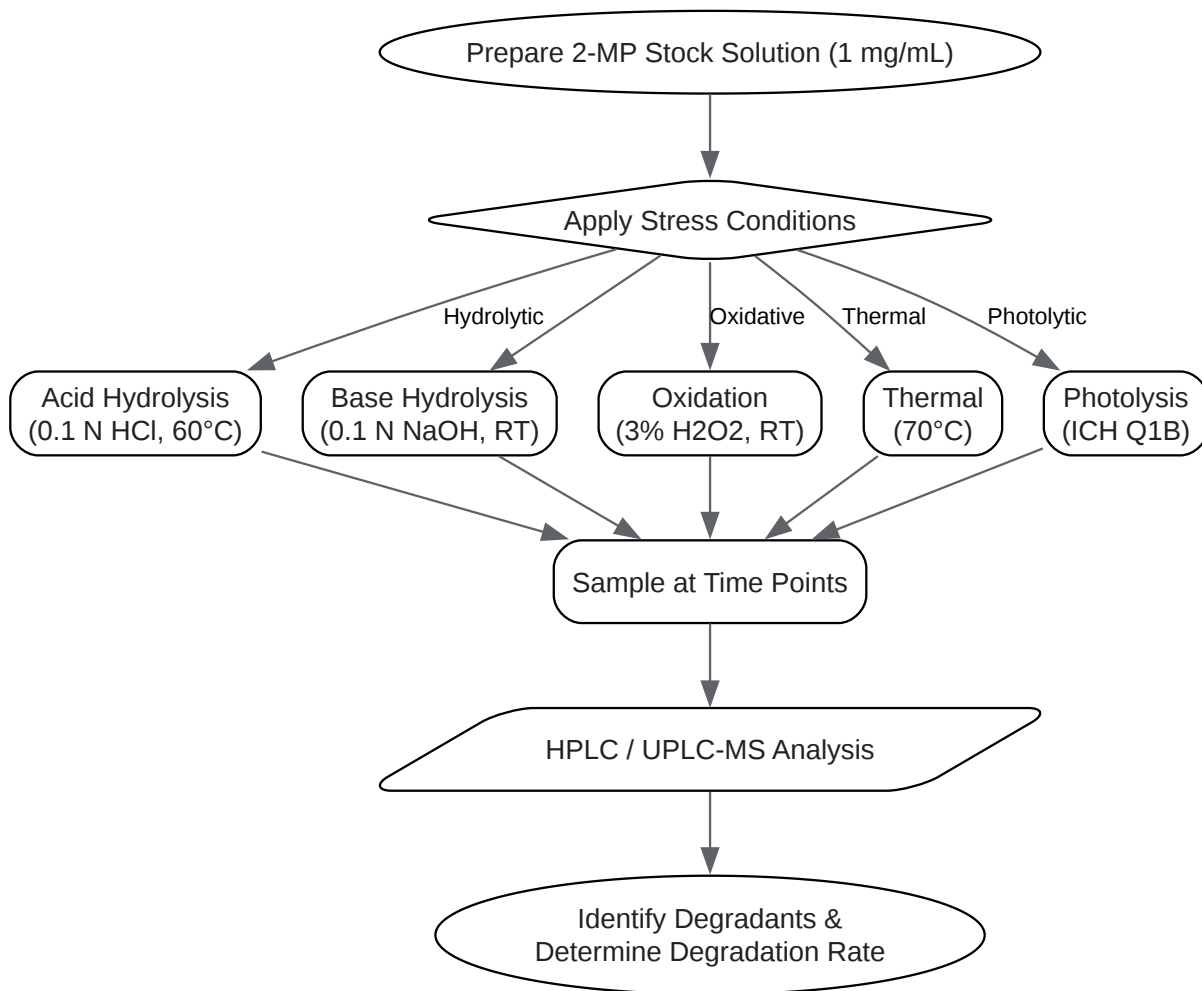 Prepare 2-MP Stock Solution (1 mg/mL)
Apply Stress Conditions
Hydrolytic
Oxidative
Thermal
Photolytic
Acid Hydrolysis
(0.1 N HCl, 60°C)
Base Hydrolysis
(0.1 N NaOH, RT)
Oxidation
(3% H2O2, RT)
Thermal
(70°C)
Photolysis
(ICH Q1B)
Sample at Time Points
HPLC / UPLC-MS Analysis
Identify Degradants &
Determine Degradation Rate